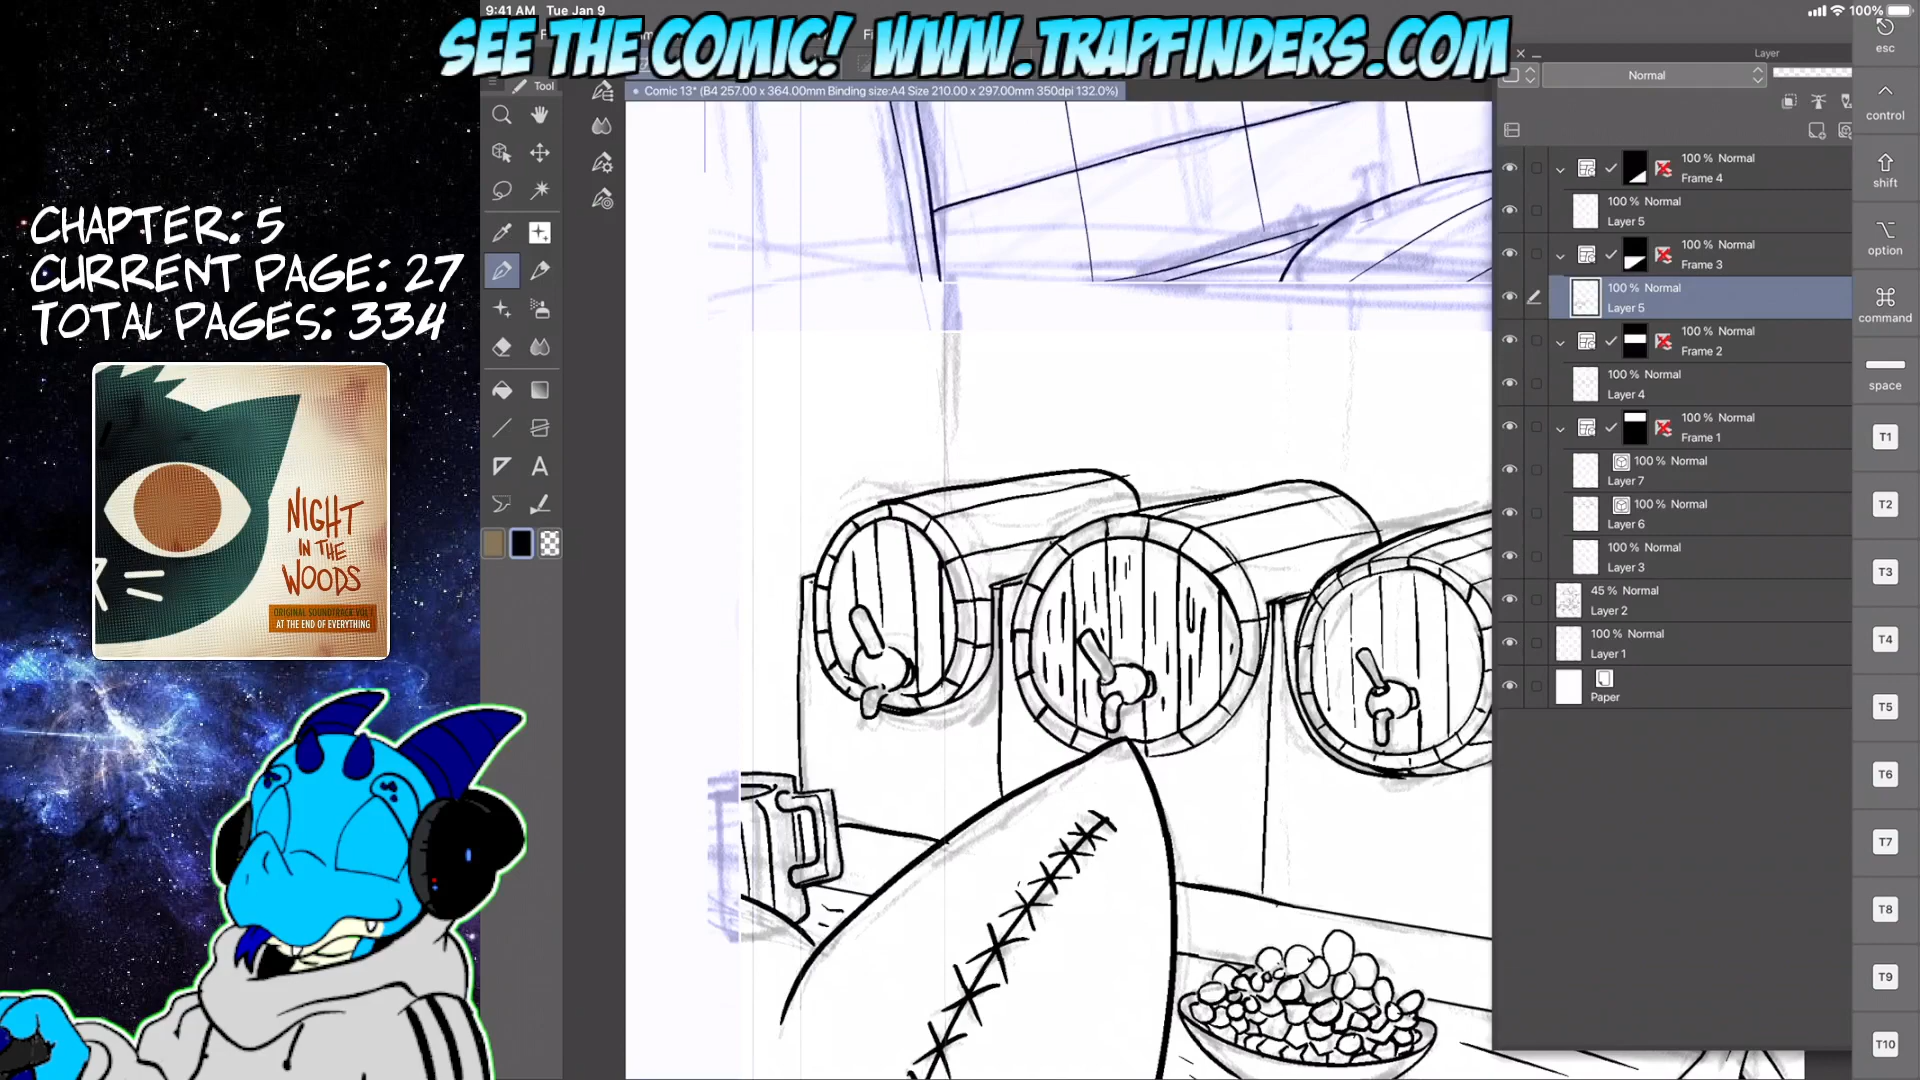 9:41 AM Tue Jan 9
100%
SEE THE COMIC! WWW.TRAPFINDERS.COM
Tool
Comic 13* (B4 257.00 x 364.00mm Binding size:A4 Size 210.00 x 297.00mm 350dpi 132.0%)
Layer
Normal
CHAPTER: 5
CURRENT PAGE: 27
TOTAL PAGES: 334
NIGHT
IN THE
WOODS
ORIGINAL SOUNDTRACK VOL 1
AT THE END OF EVERYTHING
A
100 % Normal
Frame 4
100 % Normal
Layer 5
100 % Normal
Frame 3
100 % Normal
Layer 5
100 % Normal
Frame 2
100 % Normal
Layer 4
100 % Normal
Frame 1
100 % Normal
Layer 7
100 % Normal
Layer 6
100 % Normal
Layer 3
45 % Normal
Layer 2
100 % Normal
Layer 1
Paper
esc
control
shift
option
command
space
T1
T2
T3
T4
T5
T6
T7
T8
T9
T10